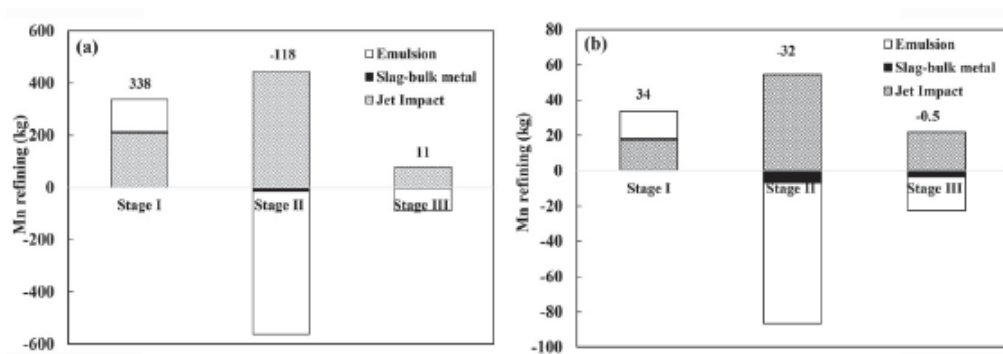 (a)
Mn refining (kg)
600
400
200
0
-200
-400
-600
338
-118
11
Stage I
Stage II
Stage III
Emulsion
Slag-bulk metal
Jet Impact
(b)
Mn refining (kg)
80
60
40
20
0
-20
-40
-60
-80
-100
34
-32
-0.5
Stage I
Stage II
Stage III
Emulsion
Slag-bulk metal
Jet Impact